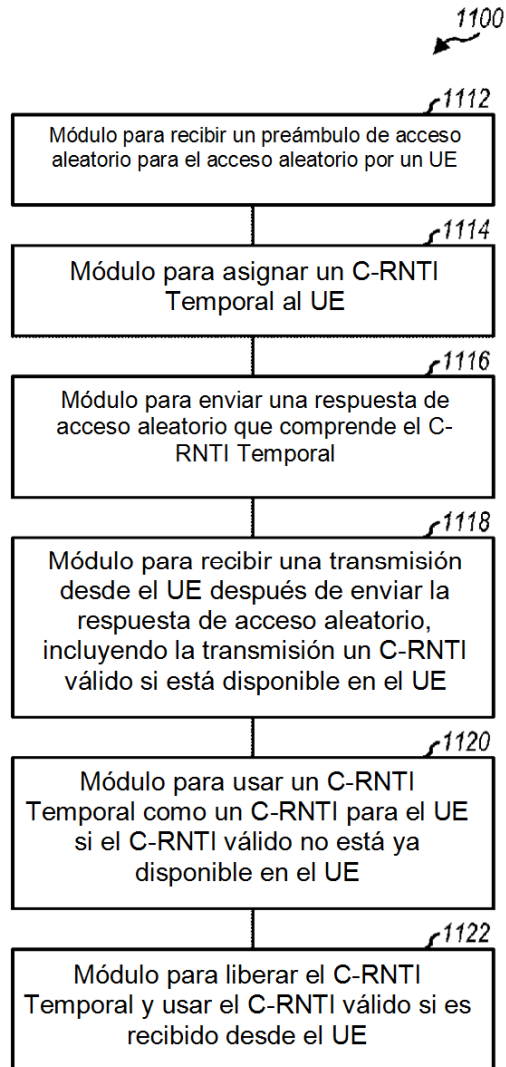 1100
1112
Módulo para recibir un preámbulo de acceso
aleatorio para el acceso aleatorio por un UE
1114
Módulo para asignar un C-RNTI
Temporal al UE
1116
Módulo para enviar una respuesta de
acceso aleatorio que comprende el C-
RNTI Temporal
1118
Módulo para recibir una transmisión
desde el UE después de enviar la
respuesta de acceso aleatorio,
incluyendo la transmisión un C-RNTI
válido si está disponible en el UE
1120
Módulo para usar un C-RNTI
Temporal como un C-RNTI para el UE
si el C-RNTI válido no está ya
disponible en el UE
1122
Módulo para liberar el C-RNTI
Temporal y usar el C-RNTI válido si es
recibido desde el UE